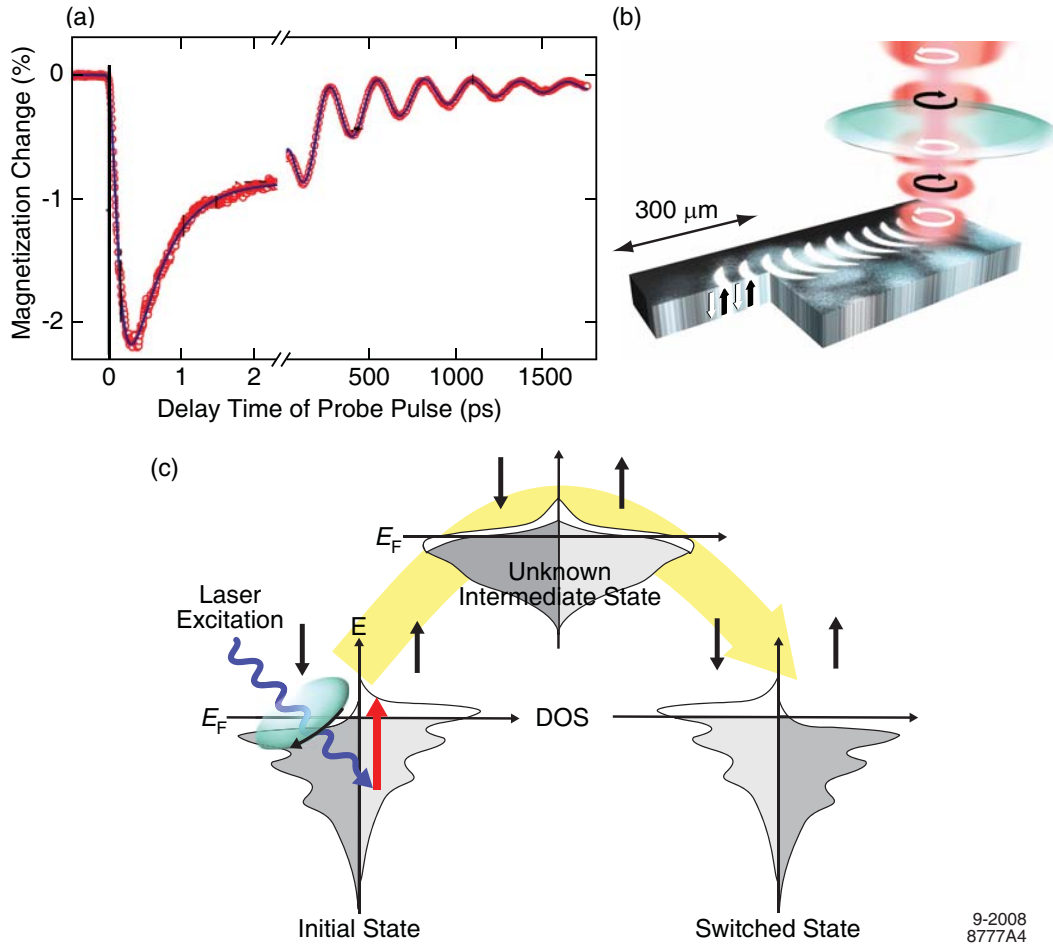 (a)
Magnetization Change (%)
0
-1
-2
0
1
2
500
1000
1500
Delay Time of Probe Pulse (ps)
(b)
300 μm
(c)
E_F
Unknown
Intermediate State
Laser
Excitation
E
E_F
DOS
Initial State
Switched State
9-2008
8777A4